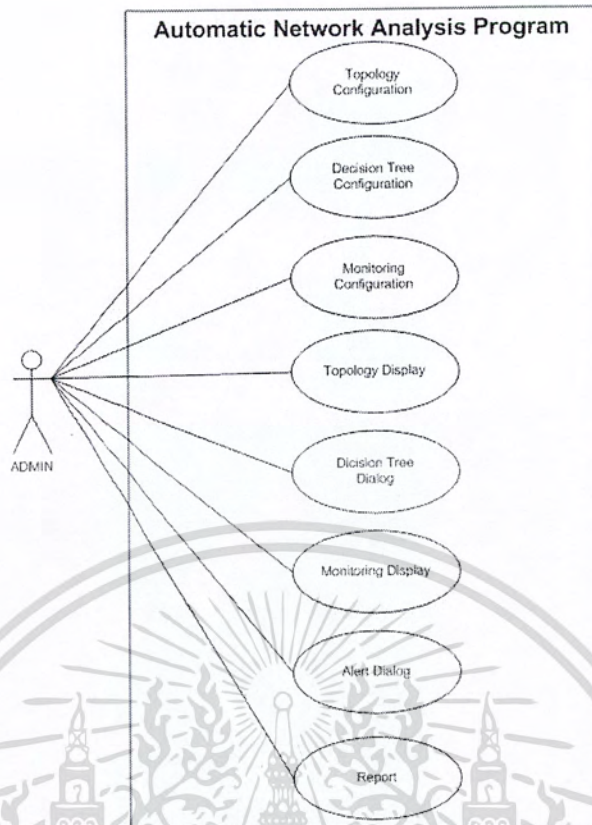 Automatic Network Analysis Program
Topology
Configuration
Decision Tree
Configuration
Monitoring
Configuration
Topology Display
ADMIN
Dicision Tree
Dialog
Monitoring Display
Alert Dialog
Report